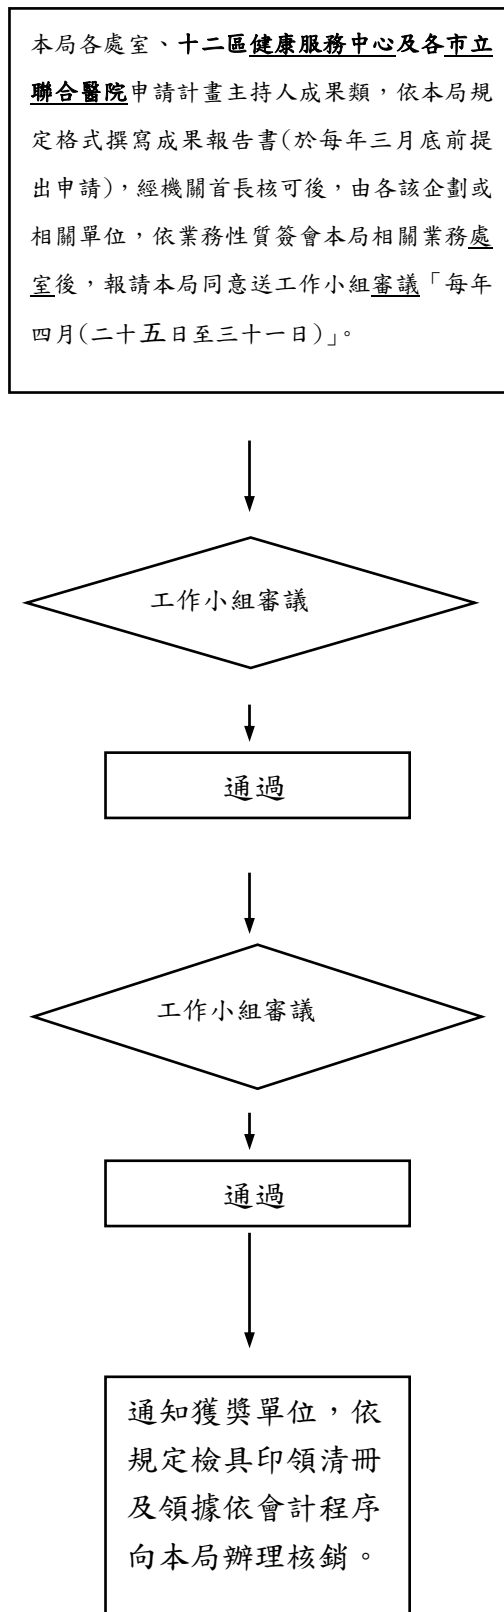 本局各處室、十二區健康服務中心及各市立
聯合醫院申請計畫主持人成果類，依本局規
定格式撰寫成果報告書(於每年三月底前提
出申請)，經機關首長核可後，由各該企劃或
相關單位，依業務性質簽會本局相關業務處
室後，報請本局同意送工作小組審議「每年
四月(二十五日至三十一日)」。
工作小組審議
通過
工作小組審議
通過
通知獲獎單位，依
規定檢具印領清冊
及領據依會計程序
向本局辦理核銷。